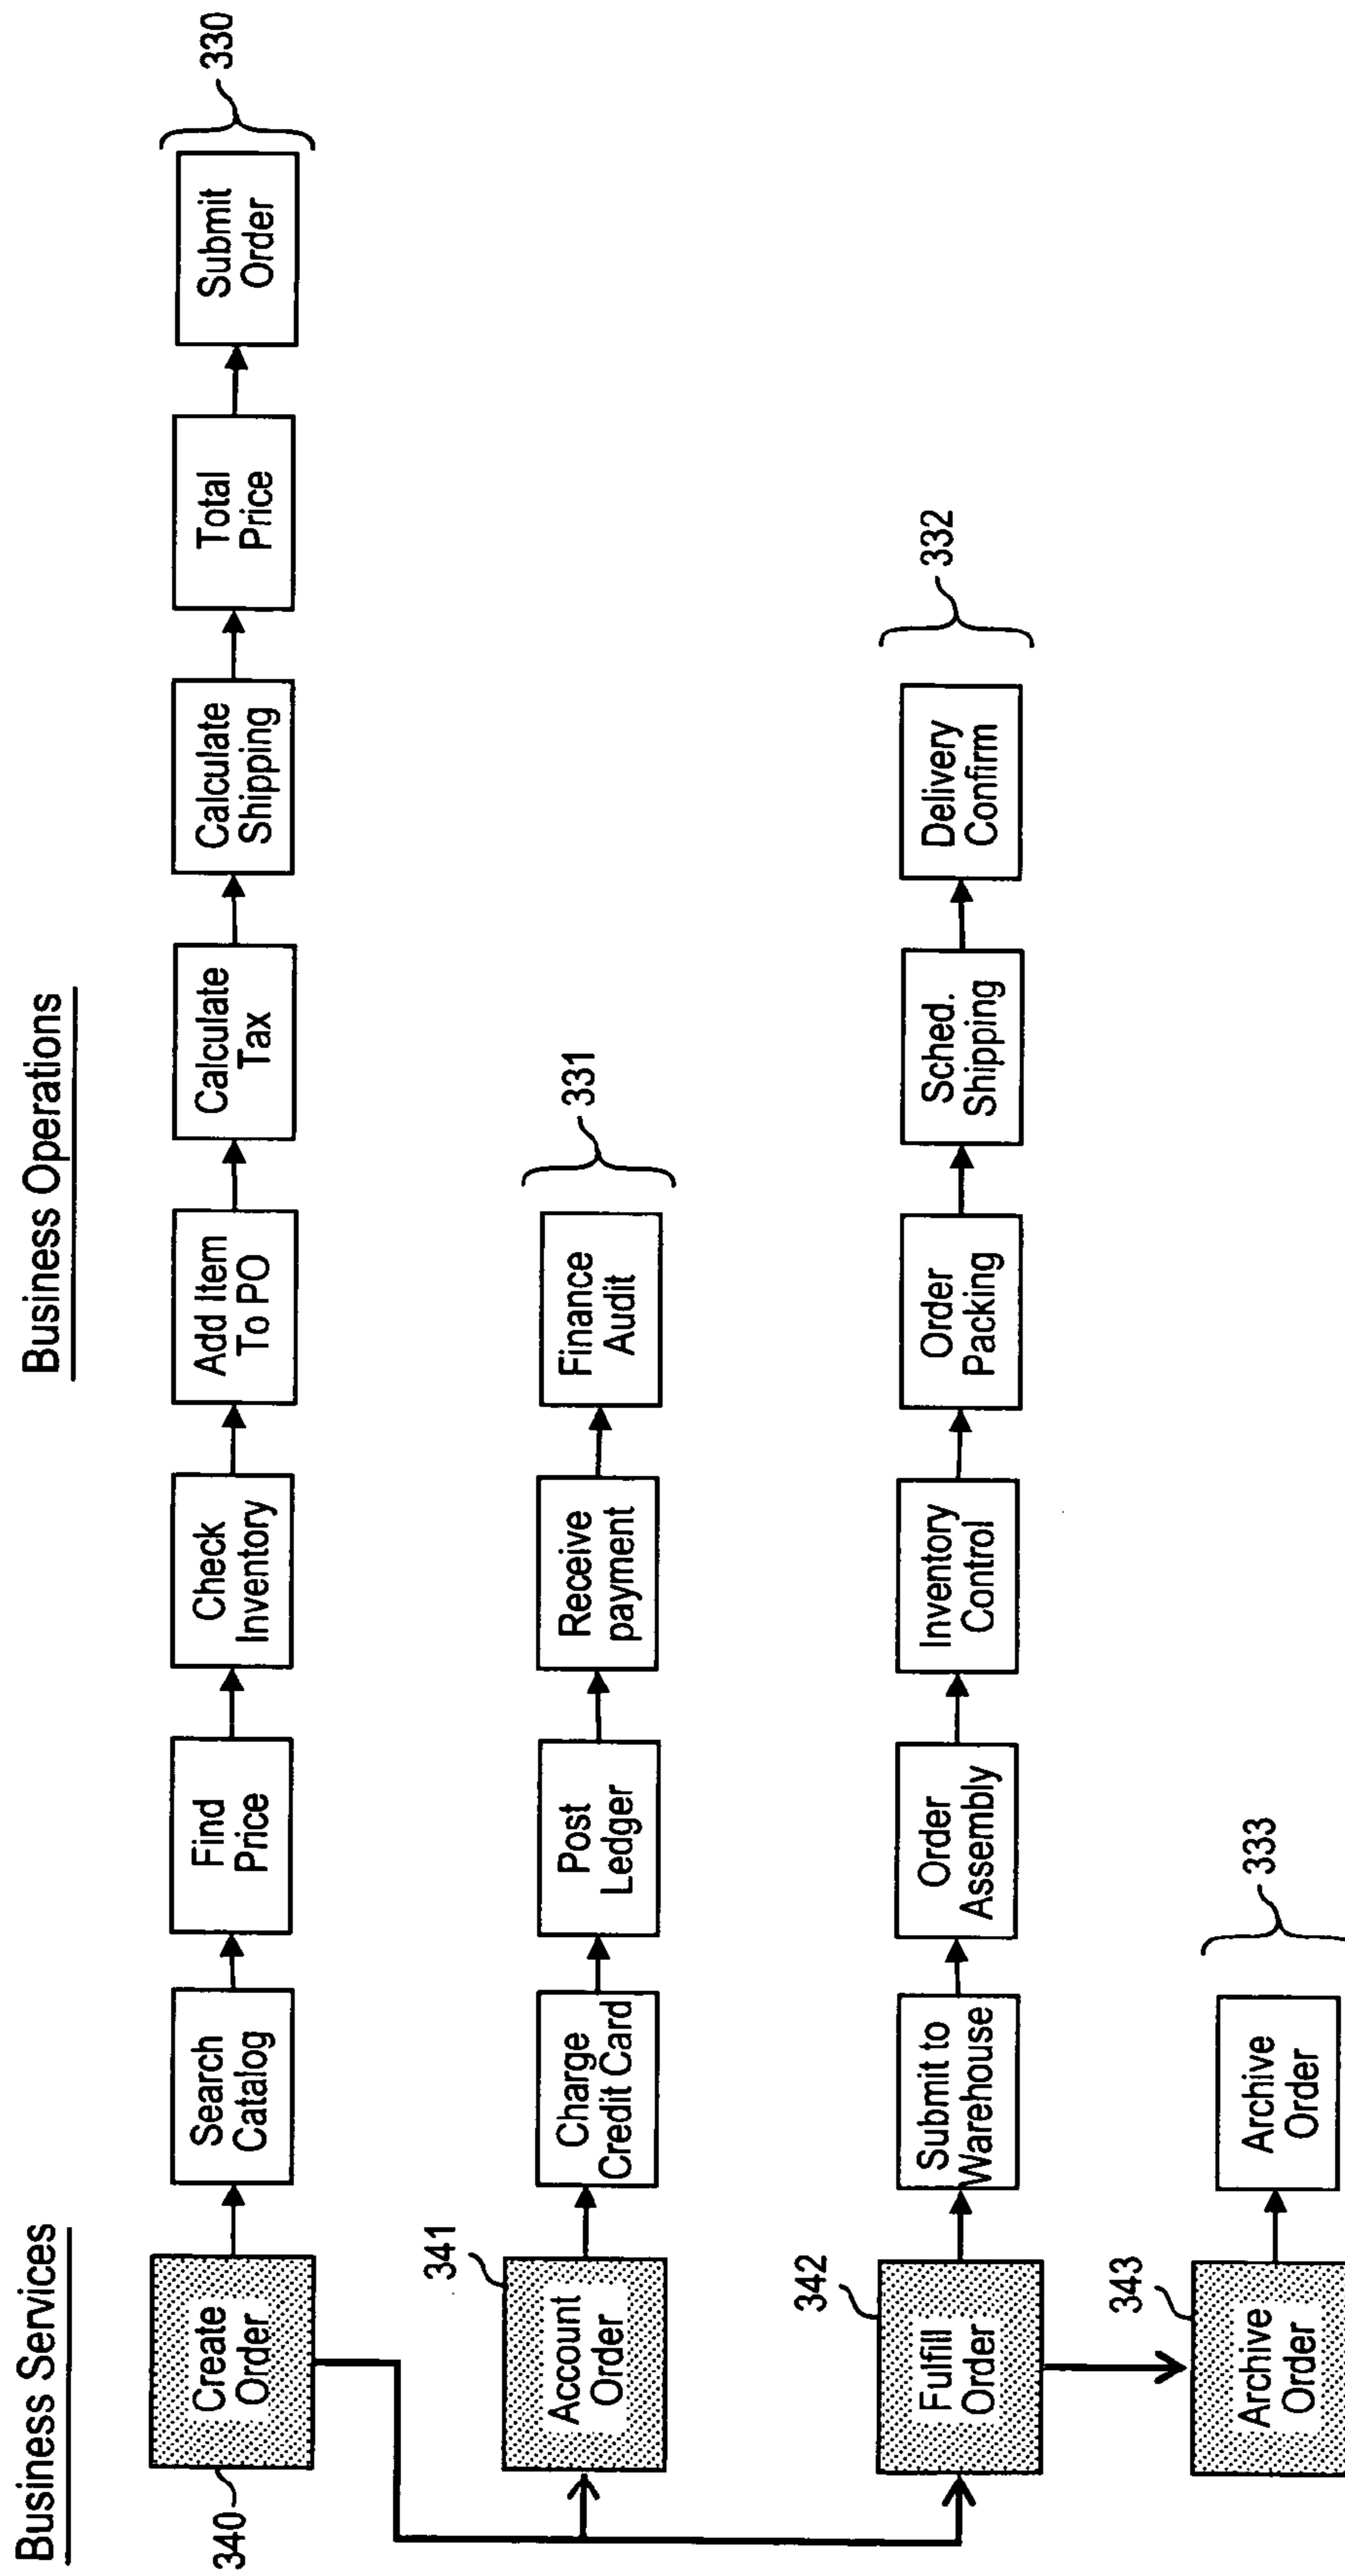 Business Services
Business Operations
340
Create
Order
Search
Catalog
Find
Price
Check
Inventory
Add Item
To PO
Calculate
Tax
Calculate
Shipping
Total
Price
Submit
Order
330
341
Account
Order
Charge
Credit Card
Post
Ledger
Receive
payment
Finance
Audit
331
342
Fulfill
Order
Submit to
Warehouse
Order
Assembly
Inventory
Control
Order
Packing
Sched.
Shipping
Delivery
Confirm
332
343
Archive
Order
Archive
Order
333